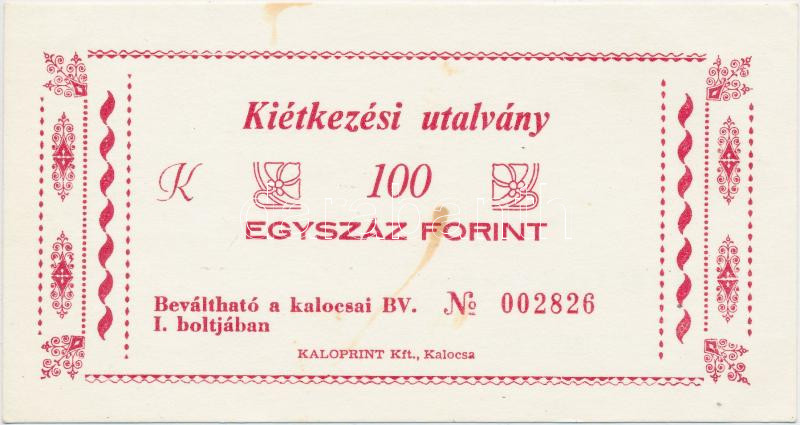 Kiétkezési utalvány
K 100
EGYSZÁZ FORINT
Beváltható a kalocsai BV. № 002826
I. boltjában
KALOPRINT Kft., Kalocsa